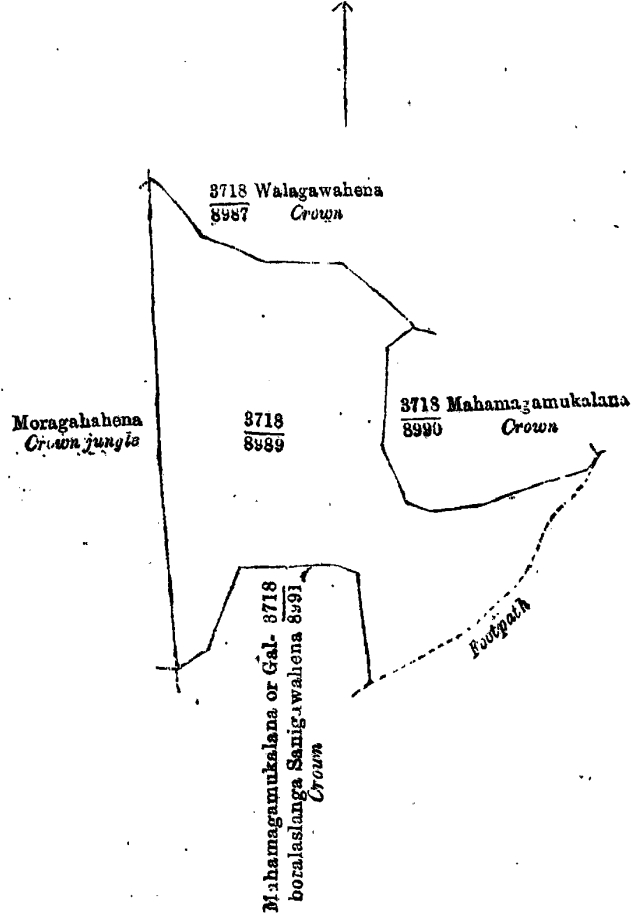 3718 Walagawahena
8987 Crown
Moragahahena
Crown jungle
3718
8989
3718 Mahamagamukalana
8990 Crown
Footpath
Mahamagamukalana or Gal- 3718
boralaslanga Sanigawahena 8991
Crown